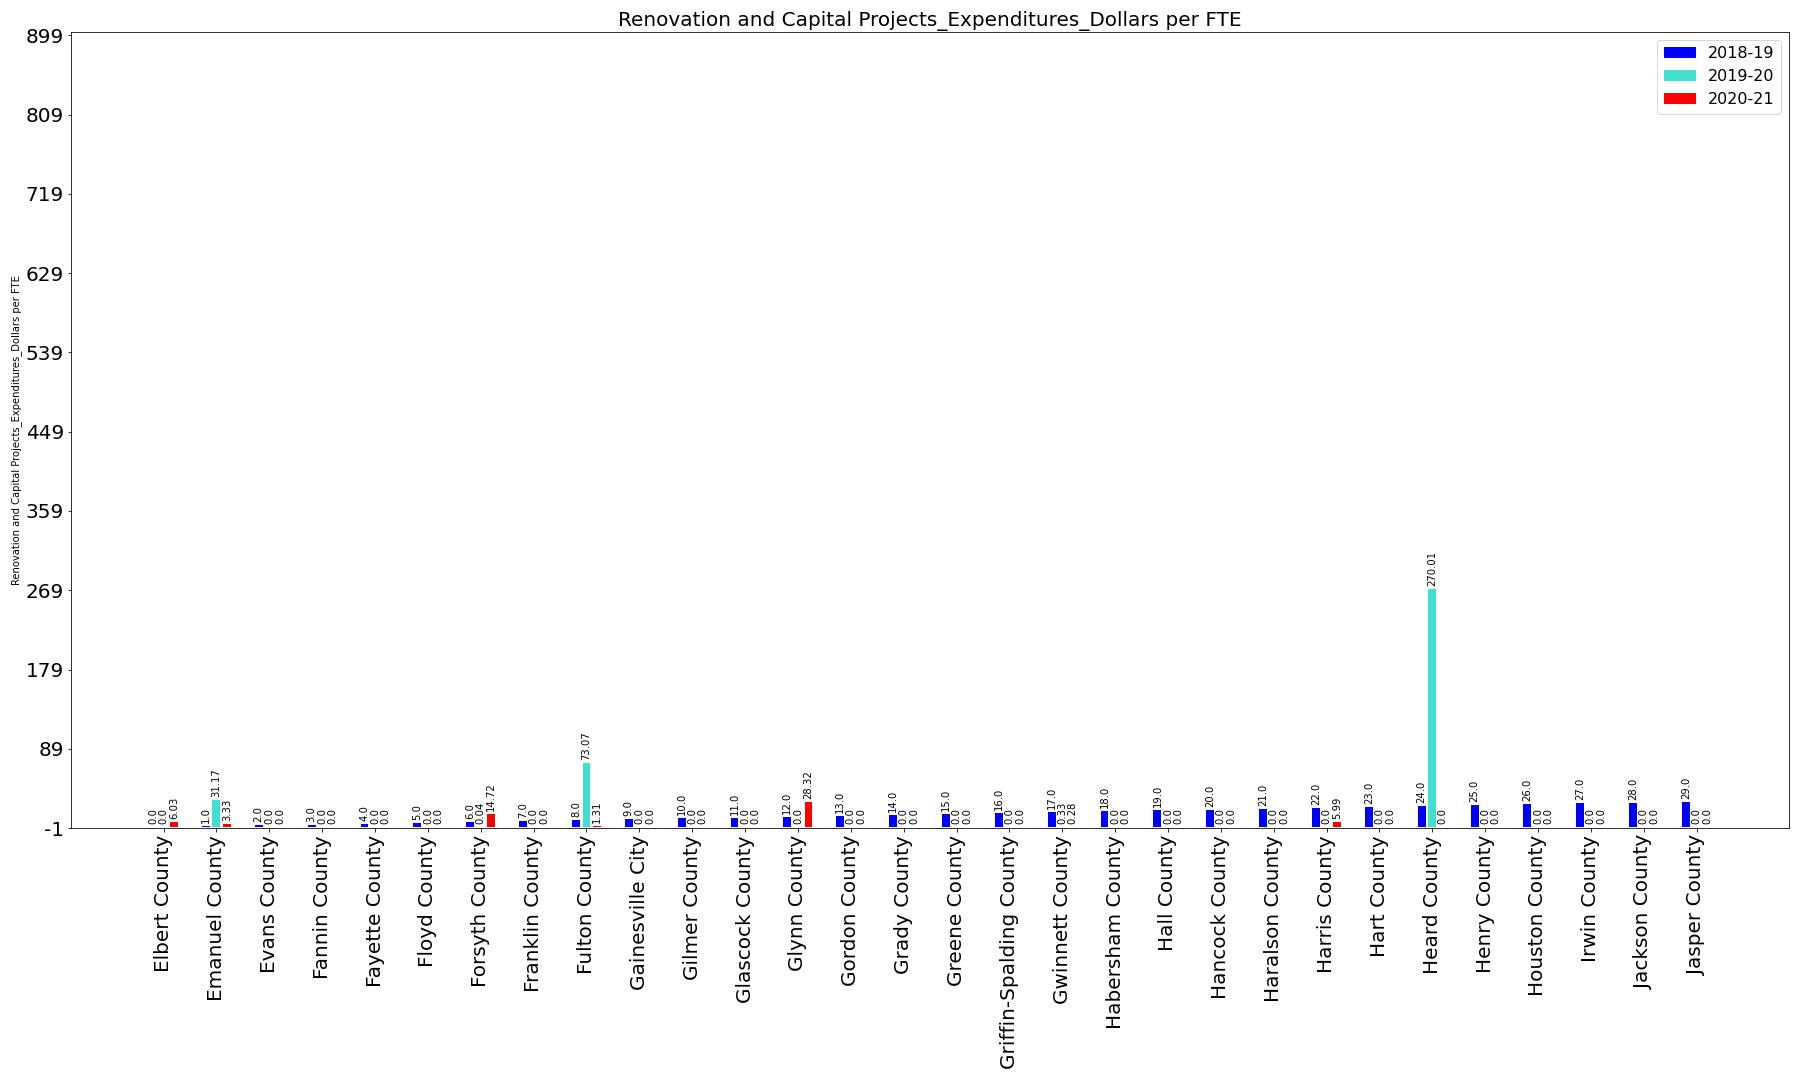 Renovation and Capital Projects_Expenditures_Dollars per FTE
2018-19
2019-20
2020-21
Renovation and Capital Projects_Expenditures_Dollars per FTE
899
809
719
629
539
449
359
269
179
89
-1
0.0 0.0 6.03
1.0 31.17 3.33
2.0 0.0 0.0
3.0 0.0 0.0
4.0 0.0 0.0
5.0 0.0 0.0
6.0 0.04 14.72
7.0 0.0 0.0
8.0 73.07 1.31
9.0 0.0 0.0
10.0 0.0 0.0
11.0 0.0 0.0
12.0 0.0 28.32
13.0 0.0 0.0
14.0 0.0 0.0
15.0 0.0 0.0
16.0 0.0 0.0
17.0 0.33 0.28
18.0 0.0 0.0
19.0 0.0 0.0
20.0 0.0 0.0
21.0 0.0 0.0
22.0 0.0 5.99
23.0 0.0 0.0
24.0 270.01 0.0
25.0 0.0 0.0
26.0 0.0 0.0
27.0 0.0 0.0
28.0 0.0 0.0
29.0 0.0 0.0
Elbert County
Emanuel County
Evans County
Fannin County
Fayette County
Floyd County
Forsyth County
Franklin County
Fulton County
Gainesville City
Gilmer County
Glascock County
Glynn County
Gordon County
Grady County
Greene County
Griffin-Spalding County
Gwinnett County
Habersham County
Hall County
Hancock County
Haralson County
Harris County
Hart County
Heard County
Henry County
Houston County
Irwin County
Jackson County
Jasper County